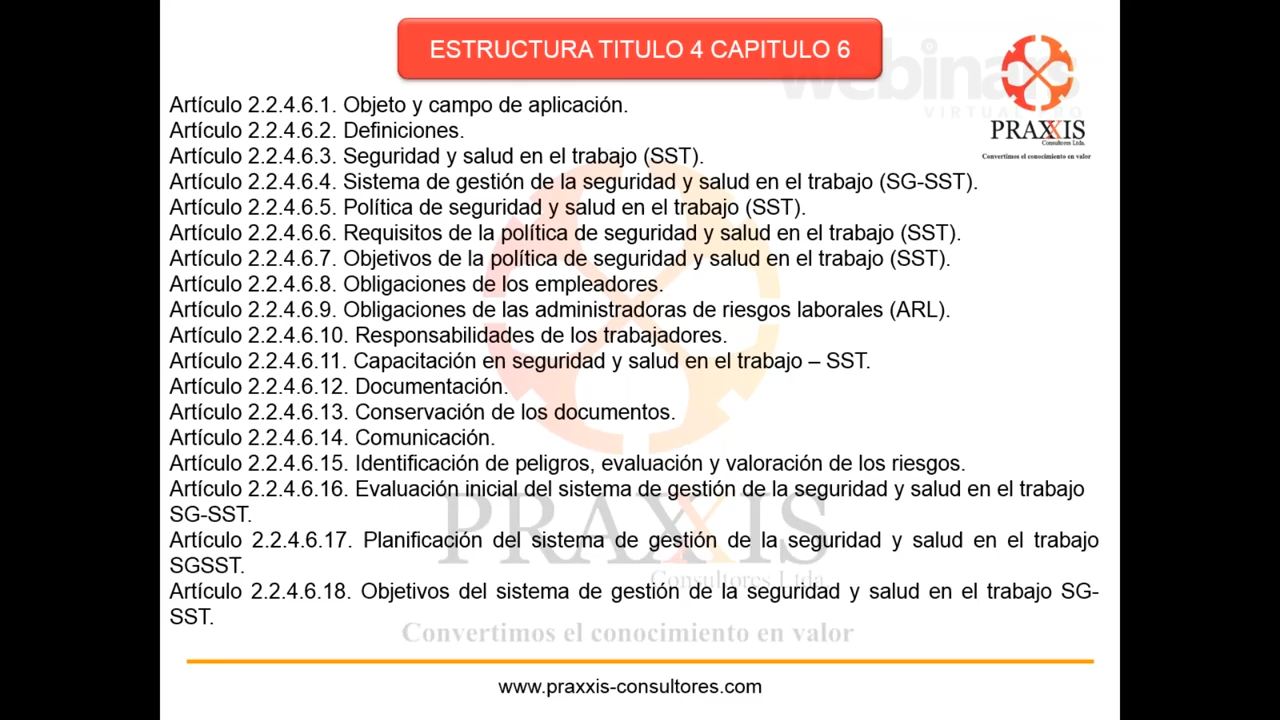 ESTRUCTURA TITULO 4 CAPITULO 6
webinars
VIRTUAL PRO
PRAXXIS
Consultores Ltda.
Convertimos el conocimiento en valor
Artículo 2.2.4.6.1. Objeto y campo de aplicación.
Artículo 2.2.4.6.2. Definiciones.
Artículo 2.2.4.6.3. Seguridad y salud en el trabajo (SST).
Artículo 2.2.4.6.4. Sistema de gestión de la seguridad y salud en el trabajo (SG-SST).
Artículo 2.2.4.6.5. Política de seguridad y salud en el trabajo (SST).
Artículo 2.2.4.6.6. Requisitos de la política de seguridad y salud en el trabajo (SST).
Artículo 2.2.4.6.7. Objetivos de la política de seguridad y salud en el trabajo (SST).
Artículo 2.2.4.6.8. Obligaciones de los empleadores.
Artículo 2.2.4.6.9. Obligaciones de las administradoras de riesgos laborales (ARL).
Artículo 2.2.4.6.10. Responsabilidades de los trabajadores.
Artículo 2.2.4.6.11. Capacitación en seguridad y salud en el trabajo – SST.
Artículo 2.2.4.6.12. Documentación.
Artículo 2.2.4.6.13. Conservación de los documentos.
Artículo 2.2.4.6.14. Comunicación.
Artículo 2.2.4.6.15. Identificación de peligros, evaluación y valoración de los riesgos.
Artículo 2.2.4.6.16. Evaluación inicial del sistema de gestión de la seguridad y salud en el trabajo
SG-SST.
Artículo 2.2.4.6.17. Planificación del sistema de gestión de la seguridad y salud en el trabajo
SGSST.
Artículo 2.2.4.6.18. Objetivos del sistema de gestión de la seguridad y salud en el trabajo SG-
SST.
PRAXXIS
Consultores Ltda.
Convertimos el conocimiento en valor
www.praxxis-consultores.com